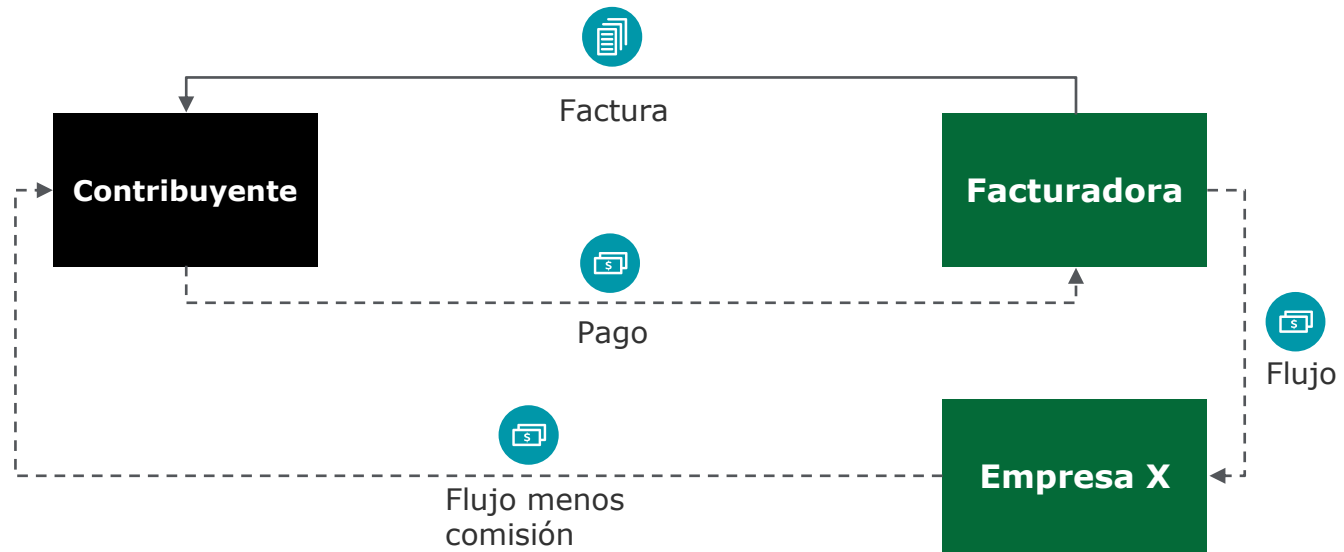 Factura
Contribuyente
Facturadora
$
Pago
$
Flujo
$
Flujo menos
comisión
Empresa X